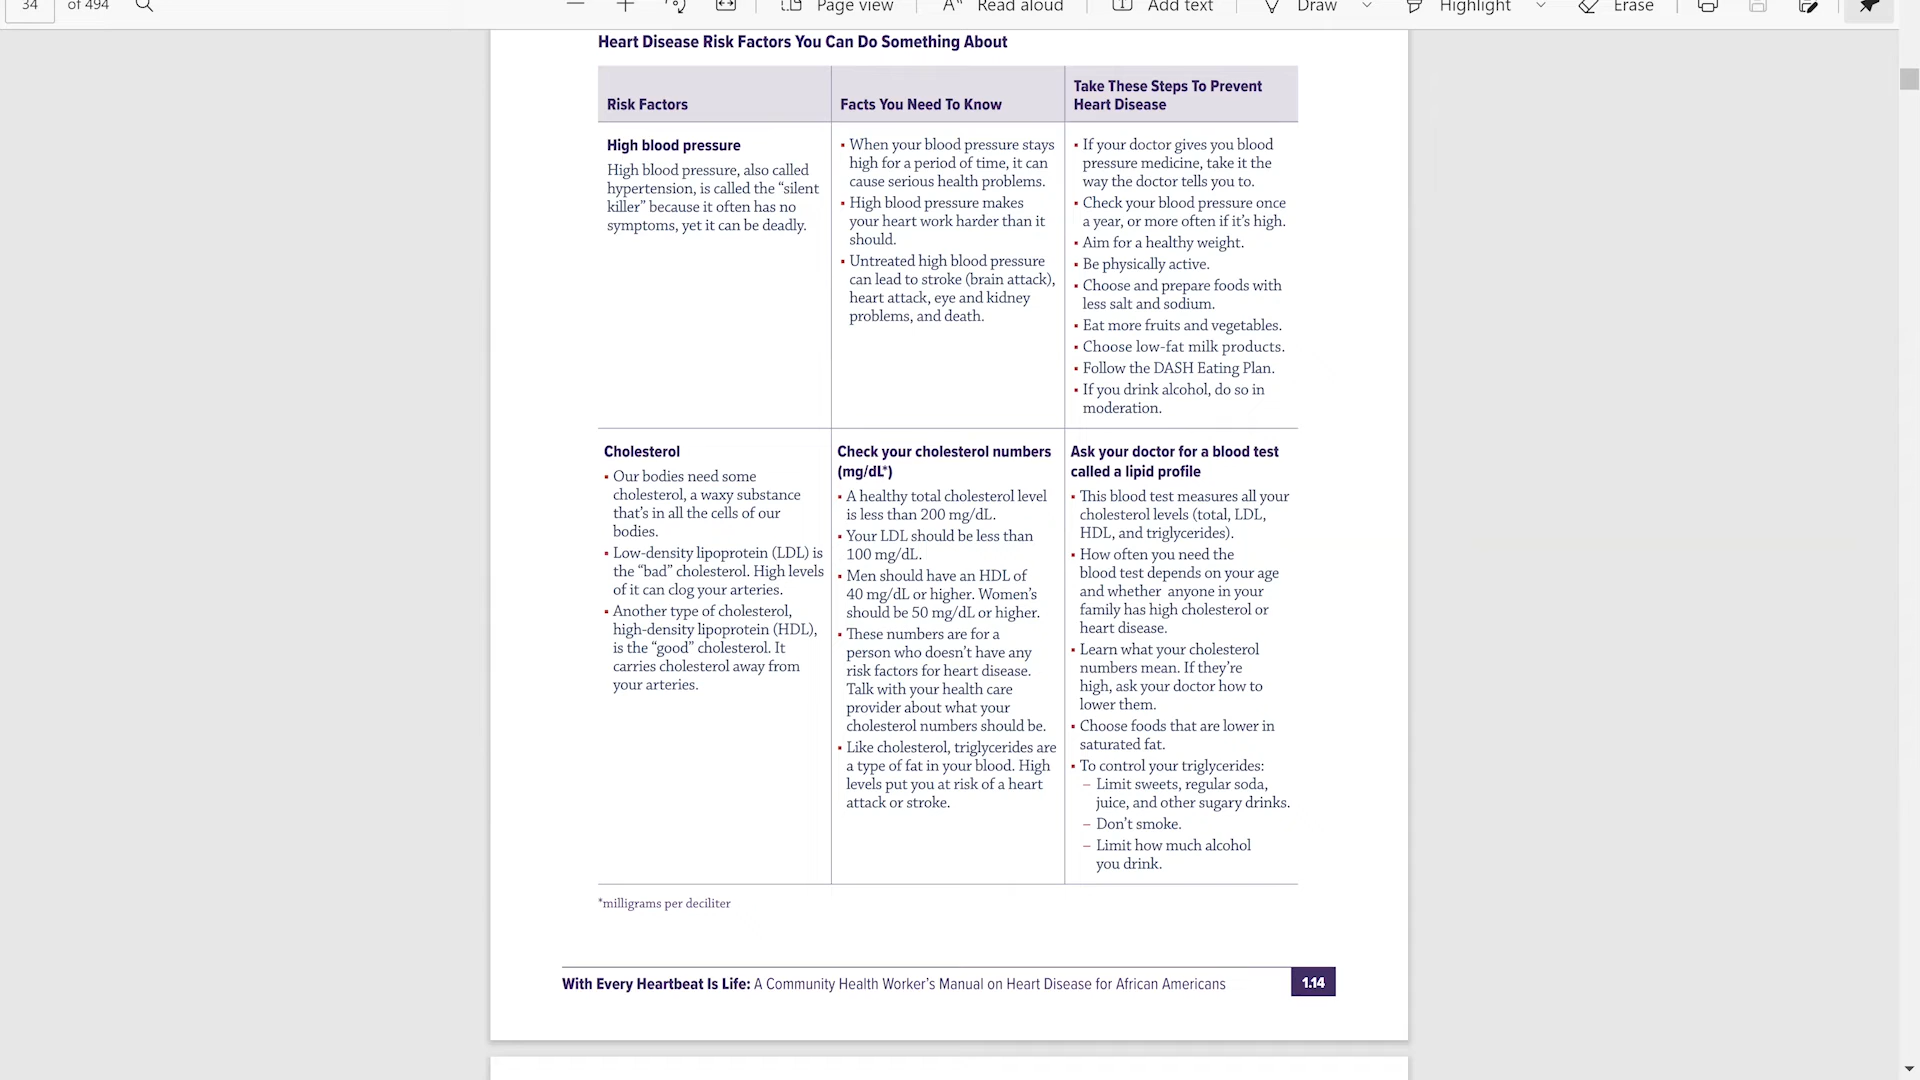 34
of 494
Page view
Read aloud
Add text
Draw
Highlight
Erase
Heart Disease Risk Factors You Can Do Something About
Risk Factors
Facts You Need To Know
Take These Steps To Prevent
Heart Disease
High blood pressure
High blood pressure, also called
hypertension, is called the “silent
killer” because it often has no
symptoms, yet it can be deadly.
▪ When your blood pressure stays
high for a period of time, it can
cause serious health problems.
▪ High blood pressure makes
your heart work harder than it
should.
▪ Untreated high blood pressure
can lead to stroke (brain attack),
heart attack, eye and kidney
problems, and death.
▪ If your doctor gives you blood
pressure medicine, take it the
way the doctor tells you to.
▪ Check your blood pressure once
a year, or more often if it’s high.
▪ Aim for a healthy weight.
▪ Be physically active.
▪ Choose and prepare foods with
less salt and sodium.
▪ Eat more fruits and vegetables.
▪ Choose low-fat milk products.
▪ Follow the DASH Eating Plan.
▪ If you drink alcohol, do so in
moderation.
Cholesterol
▪ Our bodies need some
cholesterol, a waxy substance
that’s in all the cells of our
bodies.
▪ Low-density lipoprotein (LDL) is
the “bad” cholesterol. High levels
of it can clog your arteries.
▪ Another type of cholesterol,
high-density lipoprotein (HDL),
is the “good” cholesterol. It
carries cholesterol away from
your arteries.
Check your cholesterol numbers
(mg/dL*)
▪ A healthy total cholesterol level
is less than 200 mg/dL.
▪ Your LDL should be less than
100 mg/dL.
▪ Men should have an HDL of
40 mg/dL or higher. Women’s
should be 50 mg/dL or higher.
▪ These numbers are for a
person who doesn’t have any
risk factors for heart disease.
Talk with your health care
provider about what your
cholesterol numbers should be.
▪ Like cholesterol, triglycerides are
a type of fat in your blood. High
levels put you at risk of a heart
attack or stroke.
Ask your doctor for a blood test
called a lipid profile
▪ This blood test measures all your
cholesterol levels (total, LDL,
HDL, and triglycerides).
▪ How often you need the
blood test depends on your age
and whether anyone in your
family has high cholesterol or
heart disease.
▪ Learn what your cholesterol
numbers mean. If they’re
high, ask your doctor how to
lower them.
▪ Choose foods that are lower in
saturated fat.
▪ To control your triglycerides:
– Limit sweets, regular soda,
juice, and other sugary drinks.
– Don’t smoke.
– Limit how much alcohol
you drink.
*milligrams per deciliter
With Every Heartbeat Is Life: A Community Health Worker’s Manual on Heart Disease for African Americans
1.14